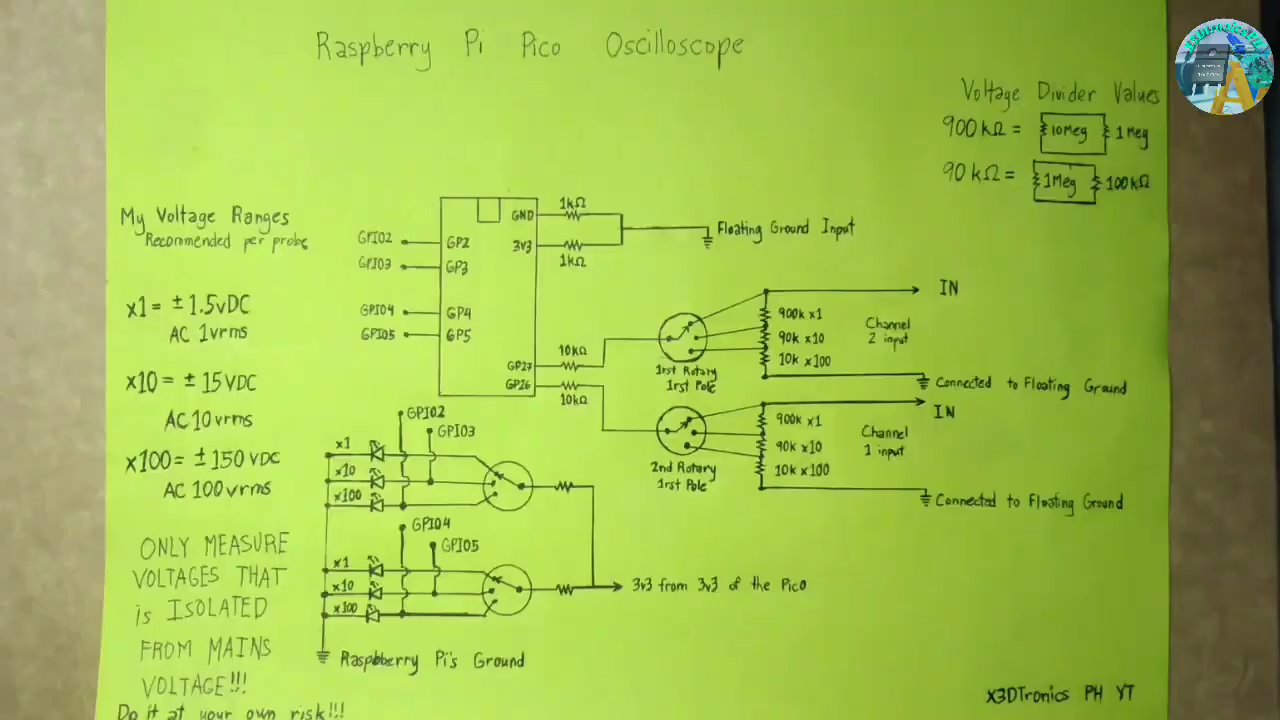 Raspberry Pi Pico Oscilloscope
Voltage Divider Values
900 kΩ = 10Meg 1 Meg
90 kΩ = 1Meg 100kΩ
My Voltage Ranges
Recommended per probe
x1 = ± 1.5vDC
AC 1vrms
x10 = ± 15VDC
AC 10vrms
x100 = ± 150 VDC
AC 100vrms
ONLY MEASURE
VOLTAGES THAT
is ISOLATED
FROM MAINS
VOLTAGE!!!
Do it at your own risk!!!
GPIO2
GPIO3
GPIO4
GPIO5
GP2
GP3
GP4
GP5
GND
3V3
GP27
GP26
1kΩ
1kΩ
Floating Ground Input
10kΩ
10kΩ
1rst Rotary
1rst Pole
IN
900k x1
90k x10
10k x100
Channel
2 input
Connected to Floating Ground
2nd Rotary
1rst Pole
IN
900k x1
90k x10
10k x100
Channel
1 input
Connected to Floating Ground
GPIO2
GPIO3
x1
x10
x100
GPIO4
GPIO5
x1
x10
x100
3v3 from 3v3 of the Pico
Raspbberry Pi's Ground
X3DTronics PH YT